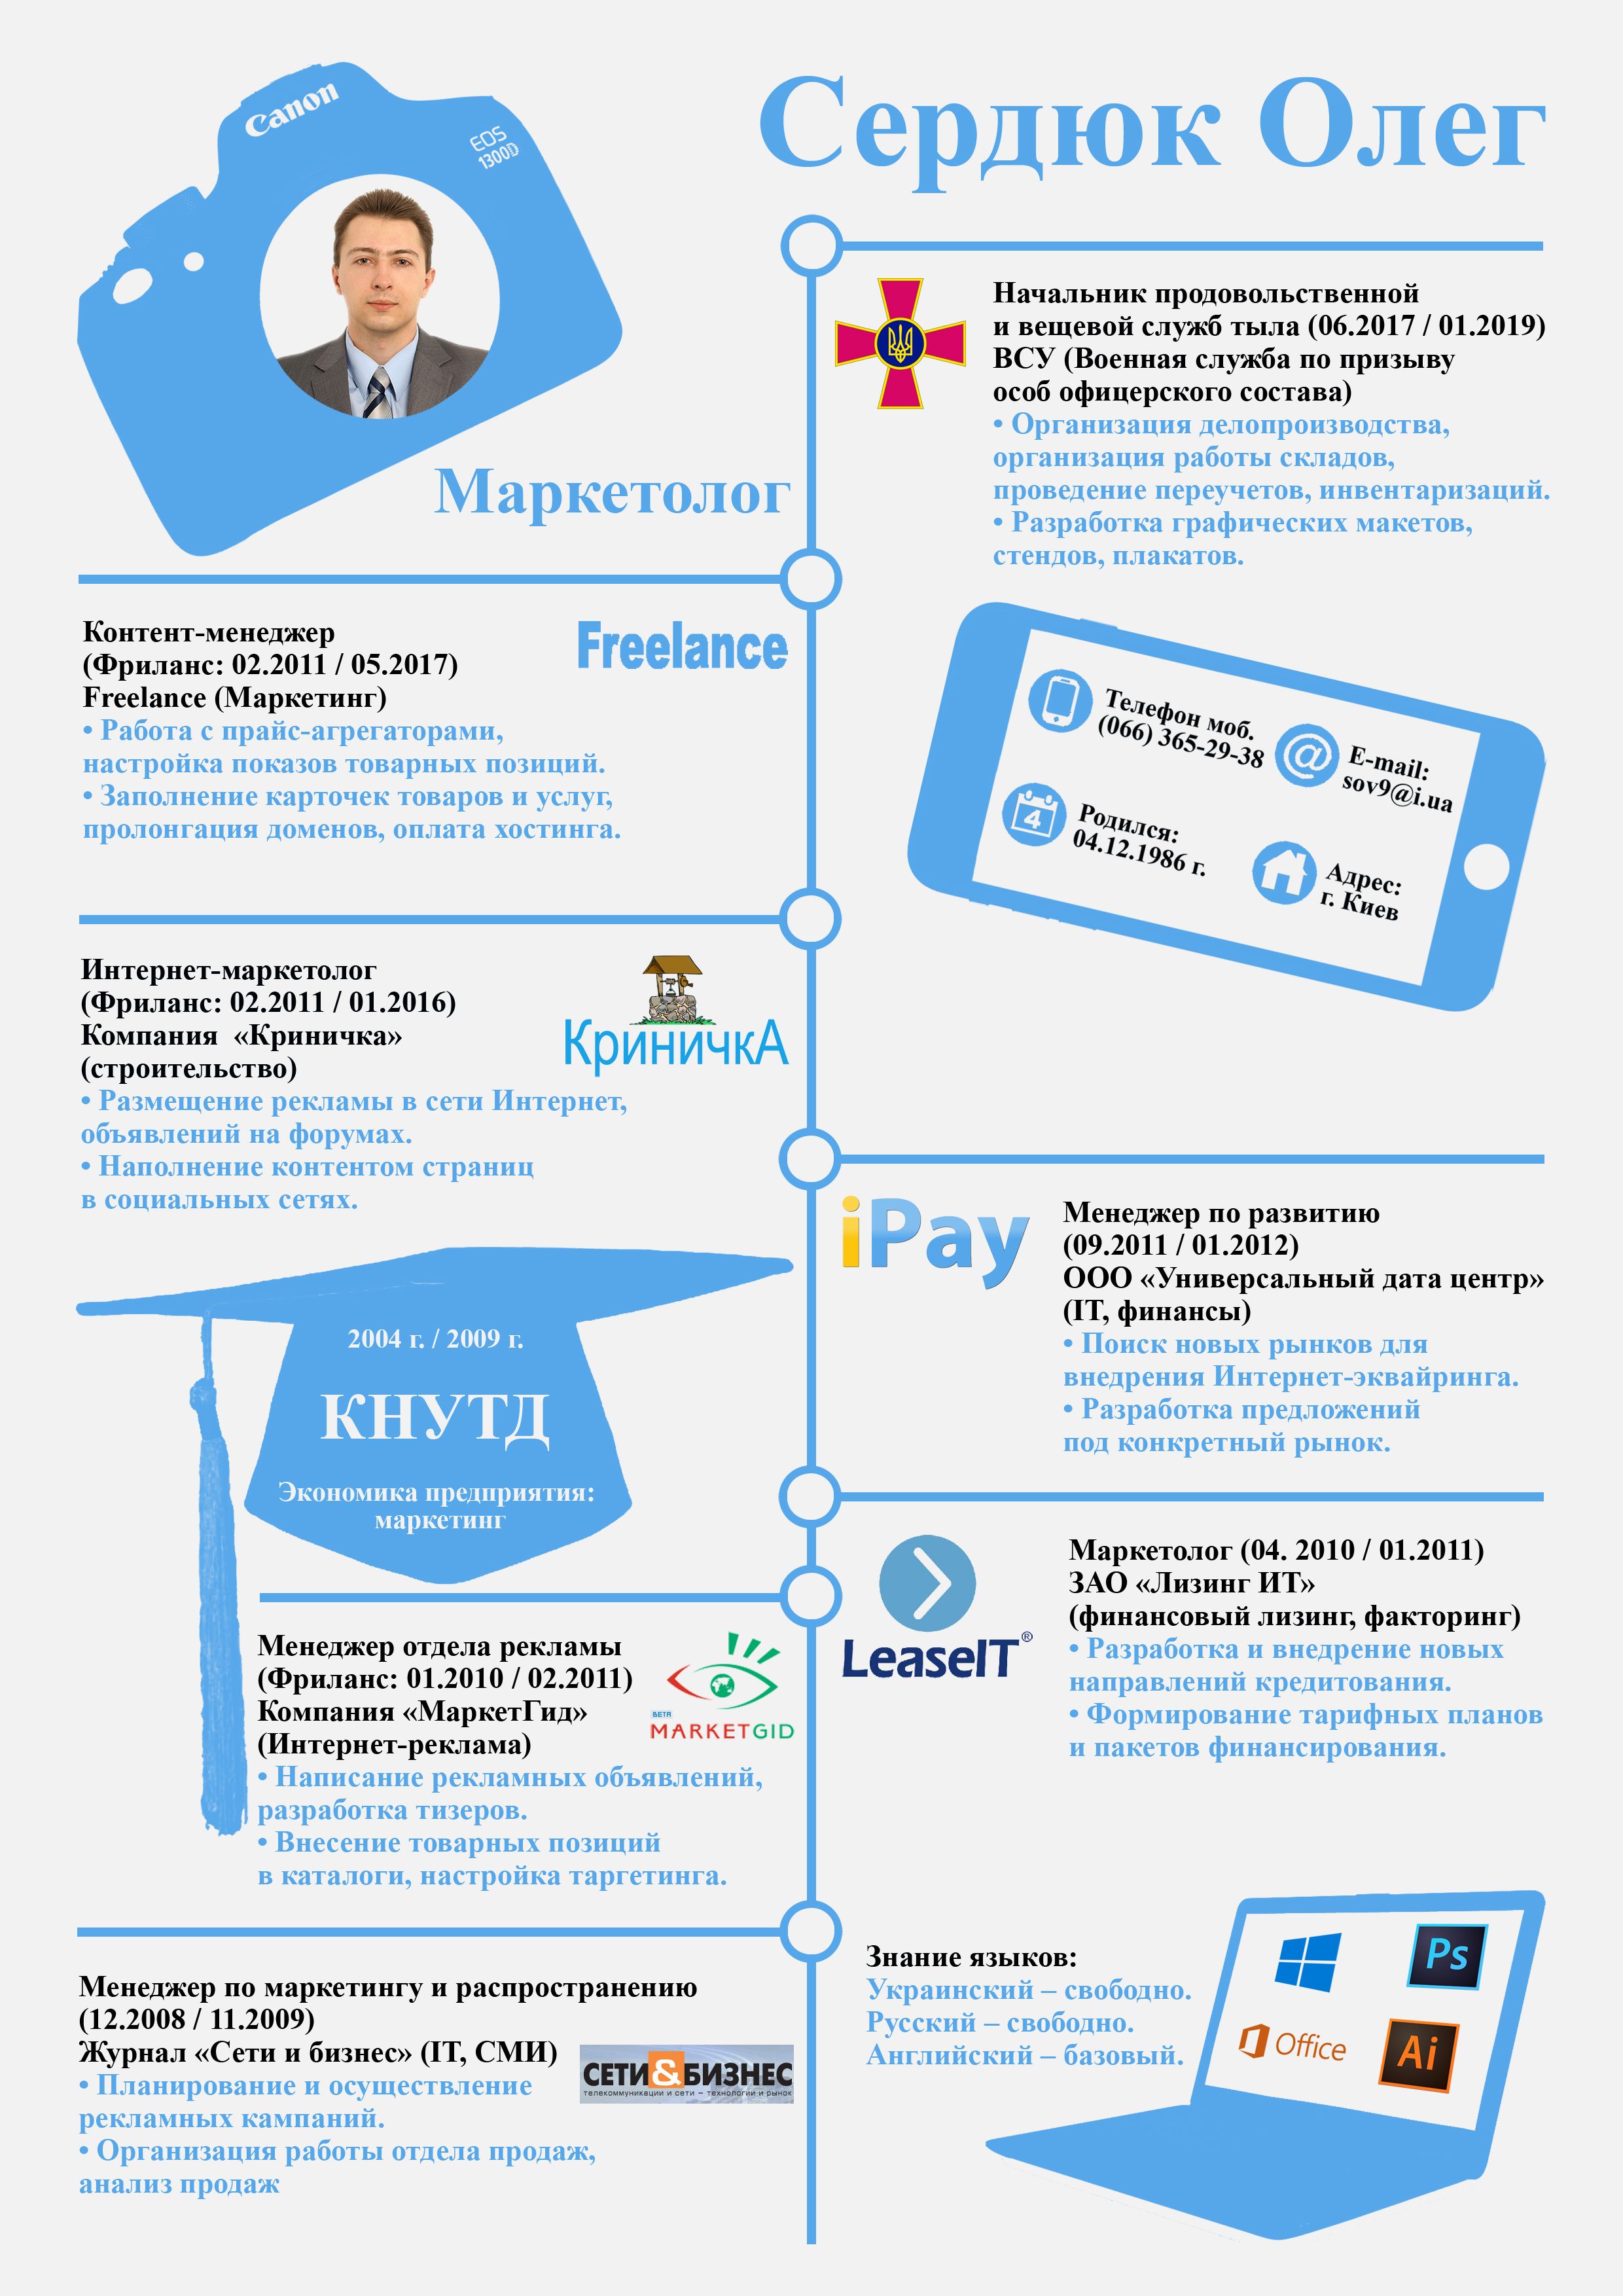 Canon
EOS
1300D
Сердюк Олег
Маркетолог
Начальник продовольственной
и вещевой служб тыла (06.2017 / 01.2019)
ВСУ (Военная служба по призыву
особ офицерского состава)
• Организация делопроизводства,
организация работы складов,
проведение переучетов, инвентаризаций.
• Разработка графических макетов,
стендов, плакатов.
Контент-менеджер
(Фриланс: 02.2011 / 05.2017)
Freelance (Маркетинг)
Freelance
• Работа с прайс-агрегаторами,
настройка показов товарных позиций.
• Заполнение карточек товаров и услуг,
пролонгация доменов, оплата хостинга.
Телефон моб.
(066) 365-29-38
E-mail:
sov9@i.ua
4
Родился:
04.12.1986 г.
Адрес:
г. Киев
Интернет-маркетолог
(Фриланс: 02.2011 / 01.2016)
Компания «Криничка»
(строительство)
КриничкА
• Размещение рекламы в сети Интернет,
объявлений на форумах.
• Наполнение контентом страниц
в социальных сетях.
iPay
Менеджер по развитию
(09.2011 / 01.2012)
ООО «Универсальный дата центр»
(IT, финансы)
• Поиск новых рынков для
внедрения Интернет-эквайринга.
• Разработка предложений
под конкретный рынок.
2004 г. / 2009 г.
КНУТД
Экономика предприятия:
маркетинг
LeaseIT®
Маркетолог (04. 2010 / 01.2011)
ЗАО «Лизинг ИТ»
(финансовый лизинг, факторинг)
• Разработка и внедрение новых
направлений кредитования.
• Формирование тарифных планов
и пакетов финансирования.
Менеджер отдела рекламы
(Фриланс: 01.2010 / 02.2011)
Компания «МаркетГид»
(Интернет-реклама)
BETA
MARKETGID
• Написание рекламных объявлений,
разработка тизеров.
• Внесение товарных позиций
в каталоги, настройка таргетинга.
Менеджер по маркетингу и распространению
(12.2008 / 11.2009)
Журнал «Сети и бизнес» (IT, СМИ)
СЕТИ&БИЗНЕС
телекоммуникации и сети – технологии и рынок
• Планирование и осуществление
рекламных кампаний.
• Организация работы отдела продаж,
анализ продаж
Знание языков:
Украинский – свободно.
Русский – свободно.
Английский – базовый.
Ps
Office
Ai